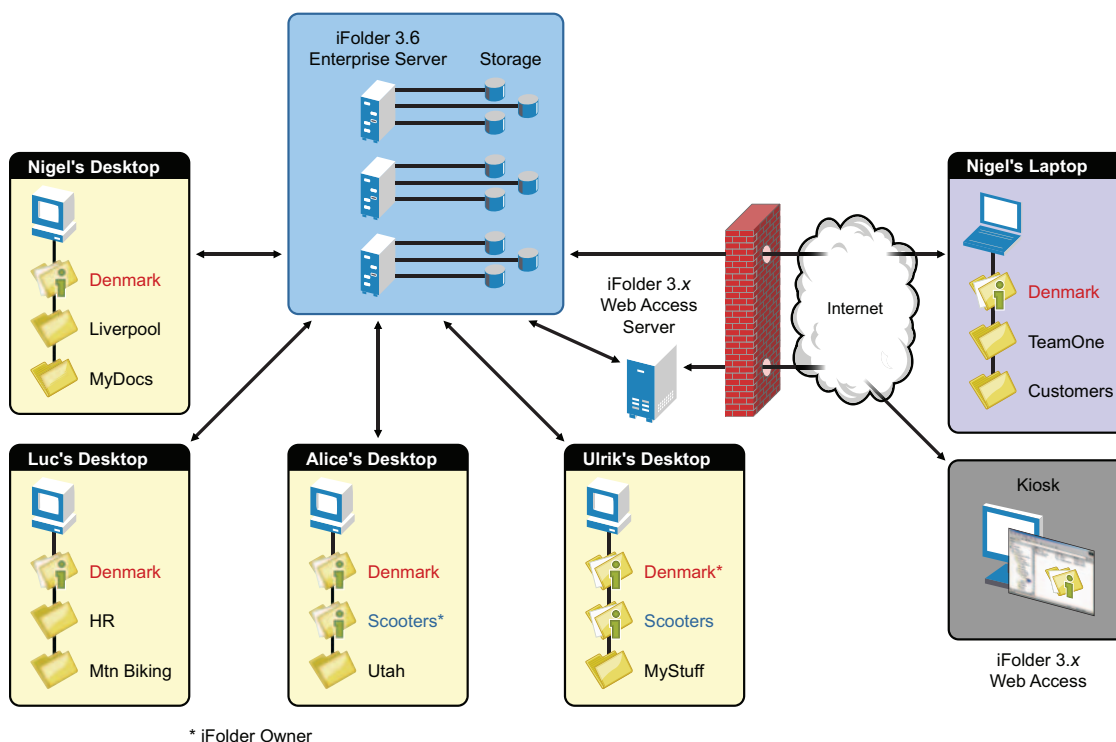 iFolder 3.6
Enterprise Server
Storage
Nigel's Desktop
Denmark
Liverpool
MyDocs
iFolder 3.x
Web Access
Server
Internet
Nigel's Laptop
Denmark
TeamOne
Customers
Luc's Desktop
Denmark
HR
Mtn Biking
Alice's Desktop
Denmark
Scooters*
Utah
Ulrik's Desktop
Denmark*
Scooters
MyStuff
Kiosk
iFolder 3.x
Web Access
* iFolder Owner